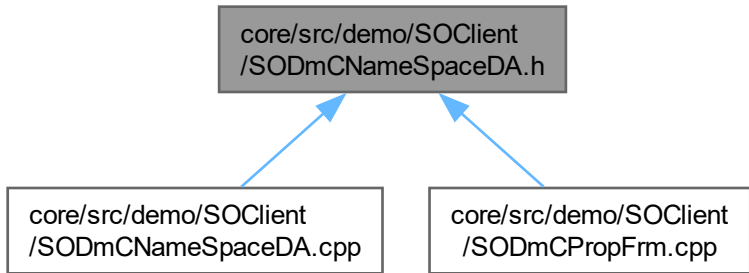 core/src/demo/SOClient
/SODmCNameSpaceDA.h
core/src/demo/SOClient
/SODmCNameSpaceDA.cpp
core/src/demo/SOClient
/SODmCPropFrm.cpp